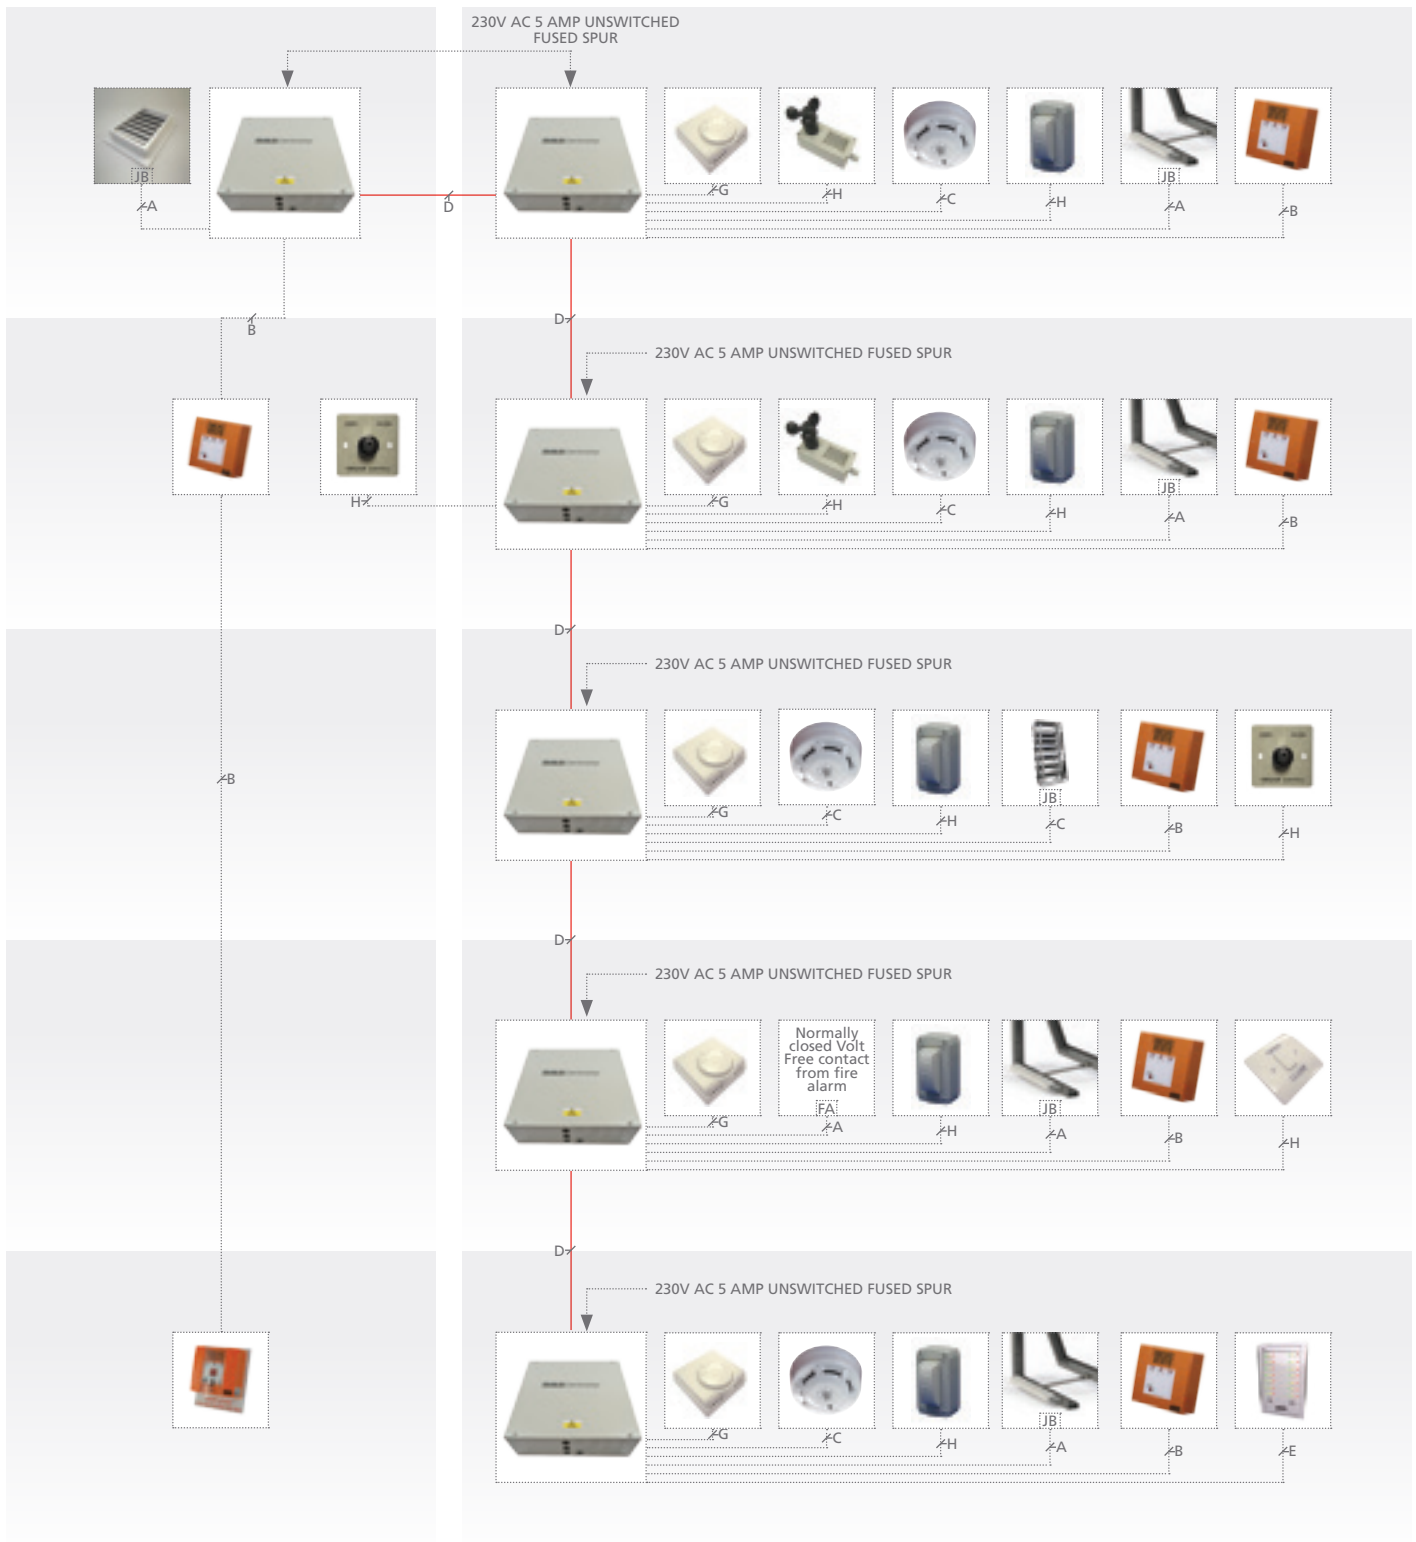 230V AC 5 AMP UNSWITCHED
FUSED SPUR
JB
A
D
G
H
C
H
JB
A
B
B
D
230V AC 5 AMP UNSWITCHED FUSED SPUR
H
G
H
C
H
JB
A
B
D
230V AC 5 AMP UNSWITCHED FUSED SPUR
B
G
C
H
JB
C
B
H
D
230V AC 5 AMP UNSWITCHED FUSED SPUR
Normally
closed Volt
Free contact
from fire
alarm
FA
JB
G
A
H
A
B
H
D
230V AC 5 AMP UNSWITCHED FUSED SPUR
JB
G
C
H
A
B
E